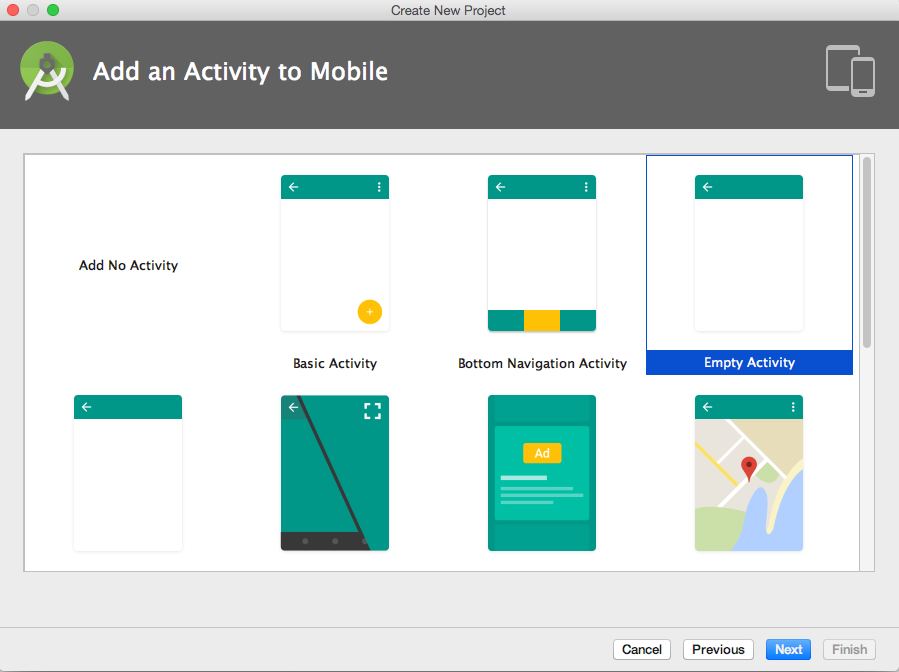 Create New Project
Add an Activity to Mobile
Add No Activity
Basic Activity
Bottom Navigation Activity
Empty Activity
Ad
Cancel
Previous
Next
Finish